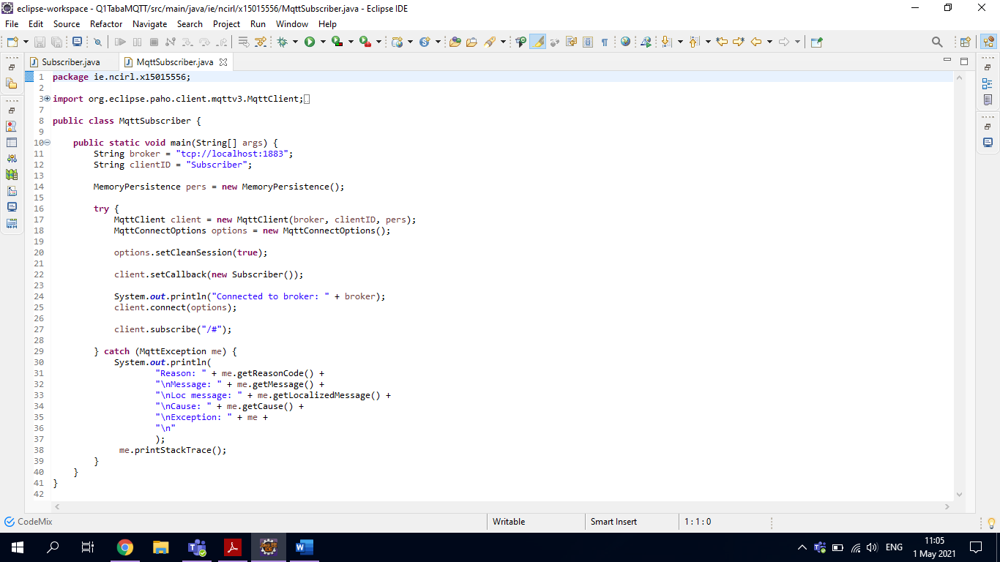 eclipse-workspace - Q1TabaMQTT/src/main/java/ie/ncirl/x15015556/MqttSubscriber.java - Eclipse IDE
File Edit Source Refactor Navigate Search Project Run Window Help
Subscriber.java MqttSubscriber.java
1 package ie.ncirl.x15015556;
2
3 import org.eclipse.paho.client.mqttv3.MqttClient;
7
8 public class MqttSubscriber {
9
10 public static void main(String[] args) {
11 String broker = "tcp://localhost:1883";
12 String clientID = "Subscriber";
13
14 MemoryPersistence pers = new MemoryPersistence();
15
16 try {
17 MqttClient client = new MqttClient(broker, clientID, pers);
18 MqttConnectOptions options = new MqttConnectOptions();
19
20 options.setCleanSession(true);
21
22 client.setCallback(new Subscriber());
23
24 System.out.println("Connected to broker: " + broker);
25 client.connect(options);
26
27 client.subscribe("/#");
28
29 } catch (MqttException me) {
30 System.out.println(
31 "Reason: " + me.getReasonCode() +
32 "\nMessage: " + me.getMessage() +
33 "\nLoc message: " + me.getLocalizedMessage() +
34 "\nCause: " + me.getCause() +
35 "\nException: " + me +
36 "\n"
37 );
38 me.printStackTrace();
39 }
40 }
41 }
42
CodeMix Writable Smart Insert 1 : 1 : 0
ENG 11:05
1 May 2021